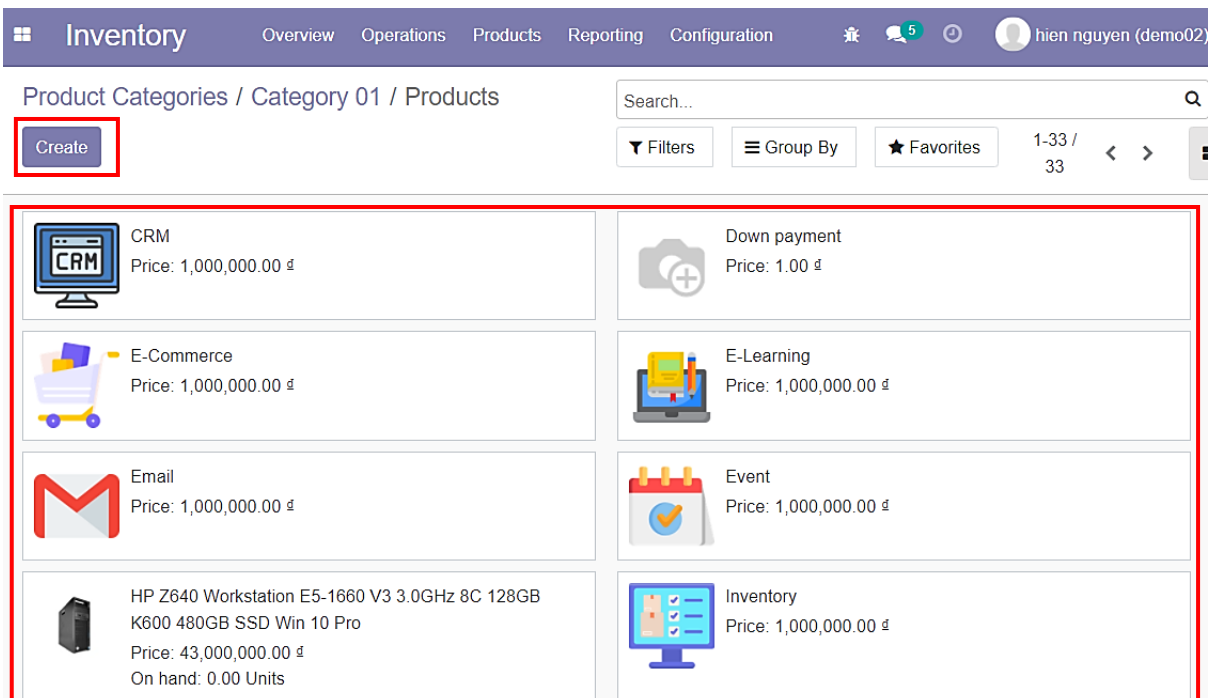 Inventory
Overview
Operations
Products
Reporting
Configuration
5
hien nguyen (demo02)
Product Categories / Category 01 / Products
Search...
Create
Filters
Group By
Favorites
1-33 /
33
CRM
CRM
Price: 1,000,000.00 ₫
Down payment
Price: 1.00 ₫
E-Commerce
Price: 1,000,000.00 ₫
E-Learning
Price: 1,000,000.00 ₫
Email
Price: 1,000,000.00 ₫
Event
Price: 1,000,000.00 ₫
HP Z640 Workstation E5-1660 V3 3.0GHz 8C 128GB
K600 480GB SSD Win 10 Pro
Price: 43,000,000.00 ₫
On hand: 0.00 Units
Inventory
Price: 1,000,000.00 ₫